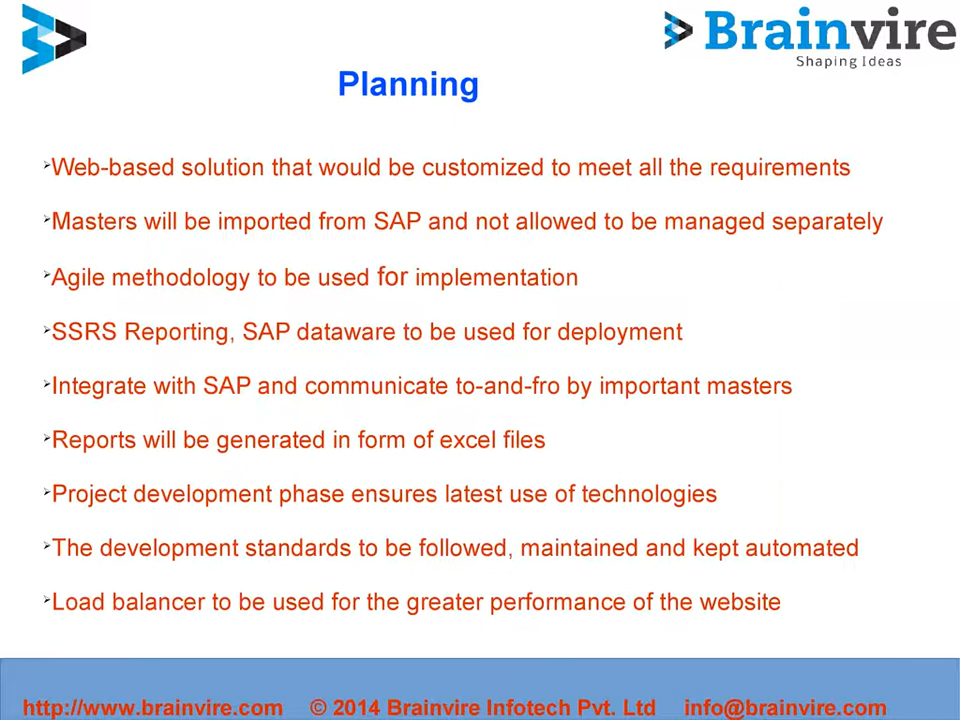 Brainvire
Shaping Ideas
Planning
Web-based solution that would be customized to meet all the requirements
Masters will be imported from SAP and not allowed to be managed separately
Agile methodology to be used for implementation
SSRS Reporting, SAP dataware to be used for deployment
Integrate with SAP and communicate to-and-fro by important masters
Reports will be generated in form of excel files
Project development phase ensures latest use of technologies
The development standards to be followed, maintained and kept automated
Load balancer to be used for the greater performance of the website
http://www.brainvire.com © 2014 Brainvire Infotech Pvt. Ltd info@brainvire.com